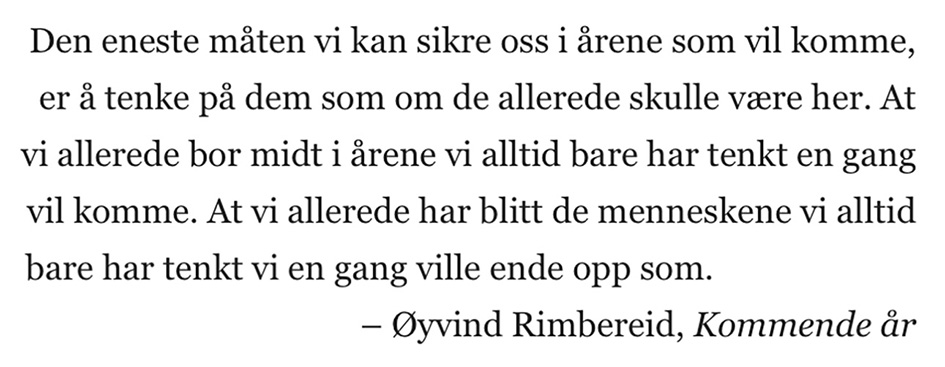 Den eneste måten vi kan sikre oss i årene som vil komme,
er å tenke på dem som om de allerede skulle være her. At
vi allerede bor midt i årene vi alltid bare har tenkt en gang
vil komme. At vi allerede har blitt de menneskene vi alltid
bare har tenkt vi en gang ville ende opp som.
– Øyvind Rimbereid, Kommende år